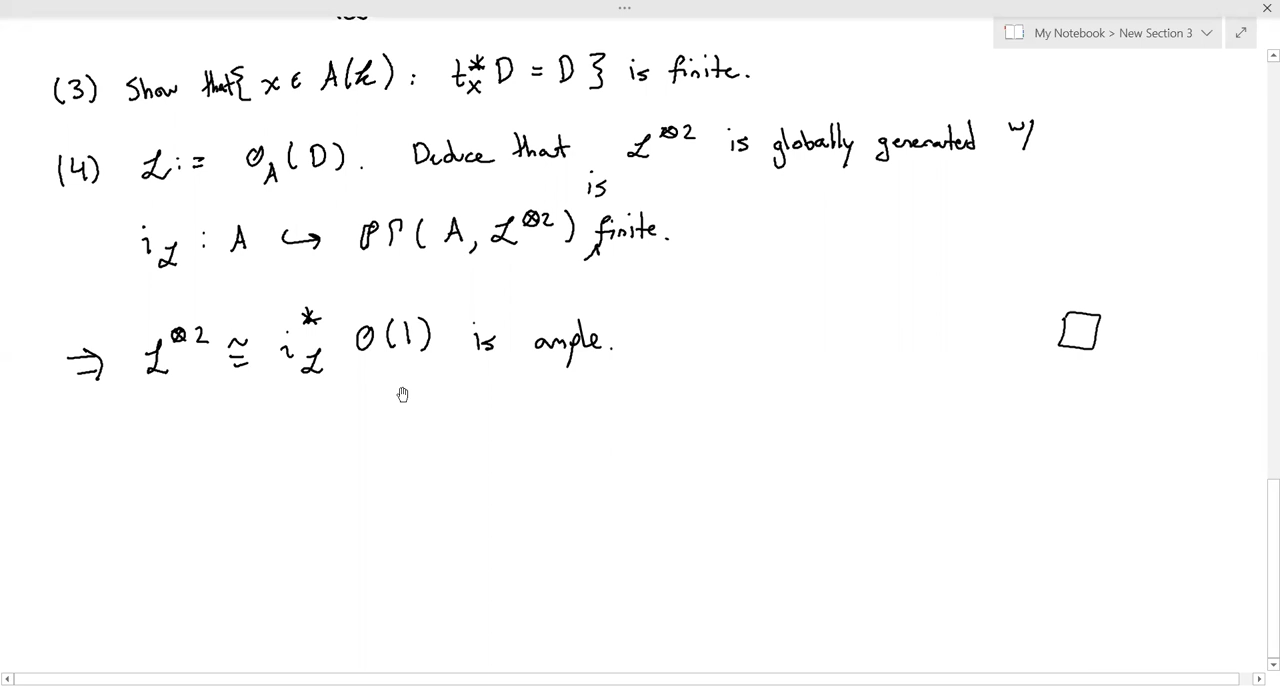 My Notebook > New Section 3
(3) Show that { x ∈ A(k) : t_x^* D = D } is finite.
(4) ℒ := 𝒪_A(D). Deduce that ℒ^{⊗2} is globally generated w/
is
i_ℒ : A ↪ ℙΓ(A, ℒ^{⊗2}) finite.
⇒ ℒ^{⊗2} ≅ i_ℒ^* 𝒪(1) is ample. □